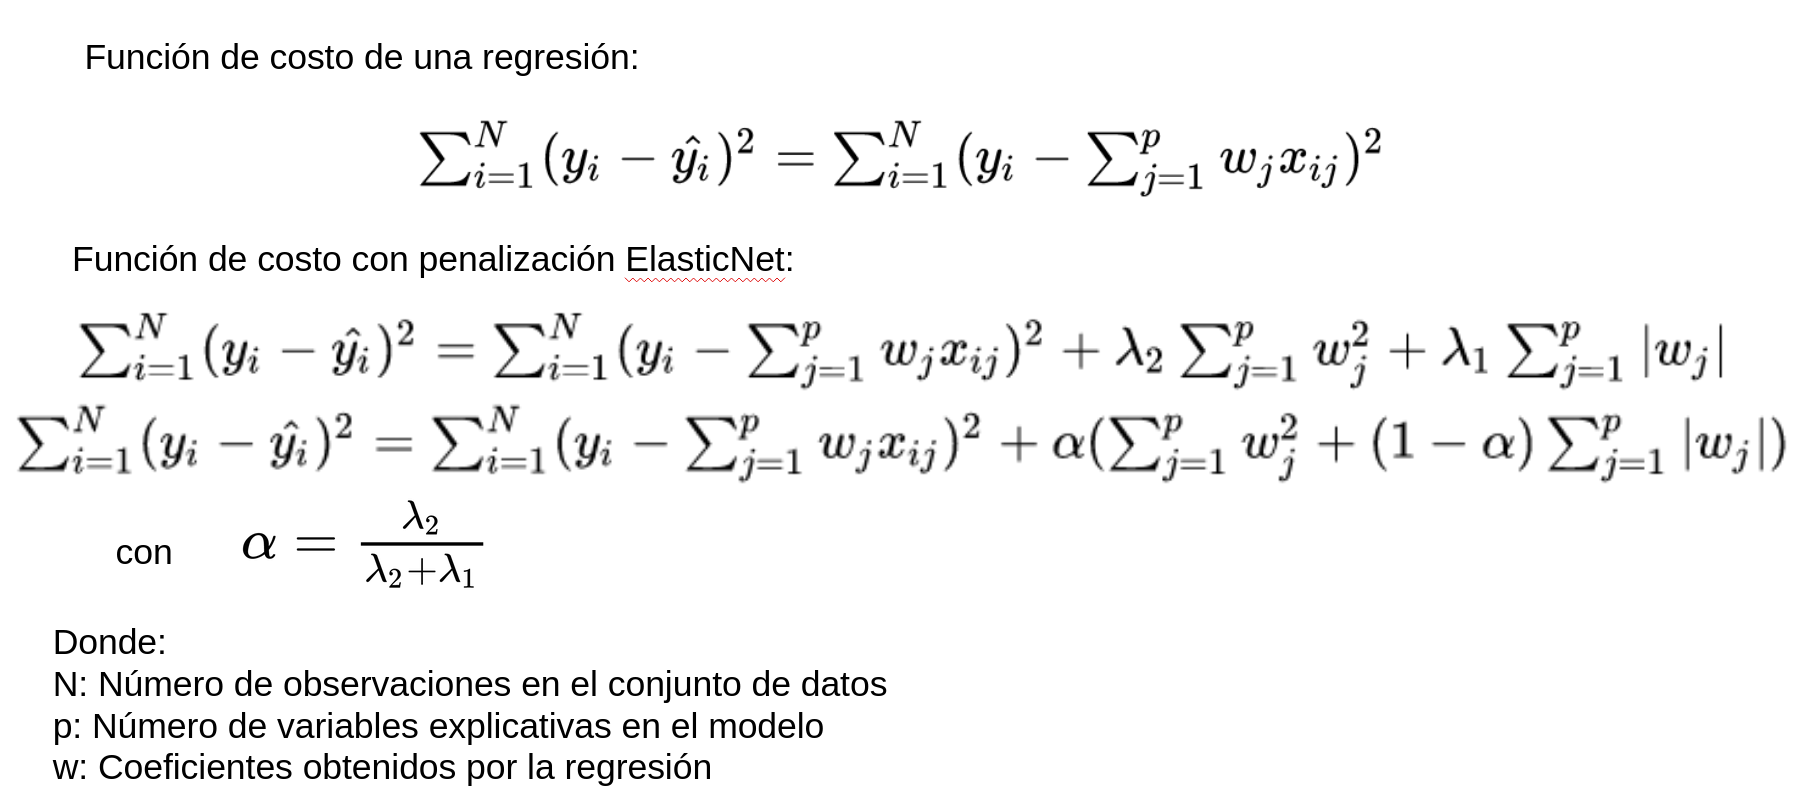 Función de costo de una regresión:
∑_{i=1}^{N}(y_i − ŷ_i)^2 = ∑_{i=1}^{N}(y_i − ∑_{j=1}^{p} w_j x_{ij})^2
Función de costo con penalización ElasticNet:
∑_{i=1}^{N}(y_i − ŷ_i)^2 = ∑_{i=1}^{N}(y_i − ∑_{j=1}^{p} w_j x_{ij})^2 + λ_2 ∑_{j=1}^{p} w_j^2 + λ_1 ∑_{j=1}^{p} |w_j|
∑_{i=1}^{N}(y_i − ŷ_i)^2 = ∑_{i=1}^{N}(y_i − ∑_{j=1}^{p} w_j x_{ij})^2 + α(∑_{j=1}^{p} w_j^2 + (1 − α) ∑_{j=1}^{p} |w_j|)
con α = \frac{λ_2}{λ_2+λ_1}
Donde:
N: Número de observaciones en el conjunto de datos
p: Número de variables explicativas en el modelo
w: Coeficientes obtenidos por la regresión